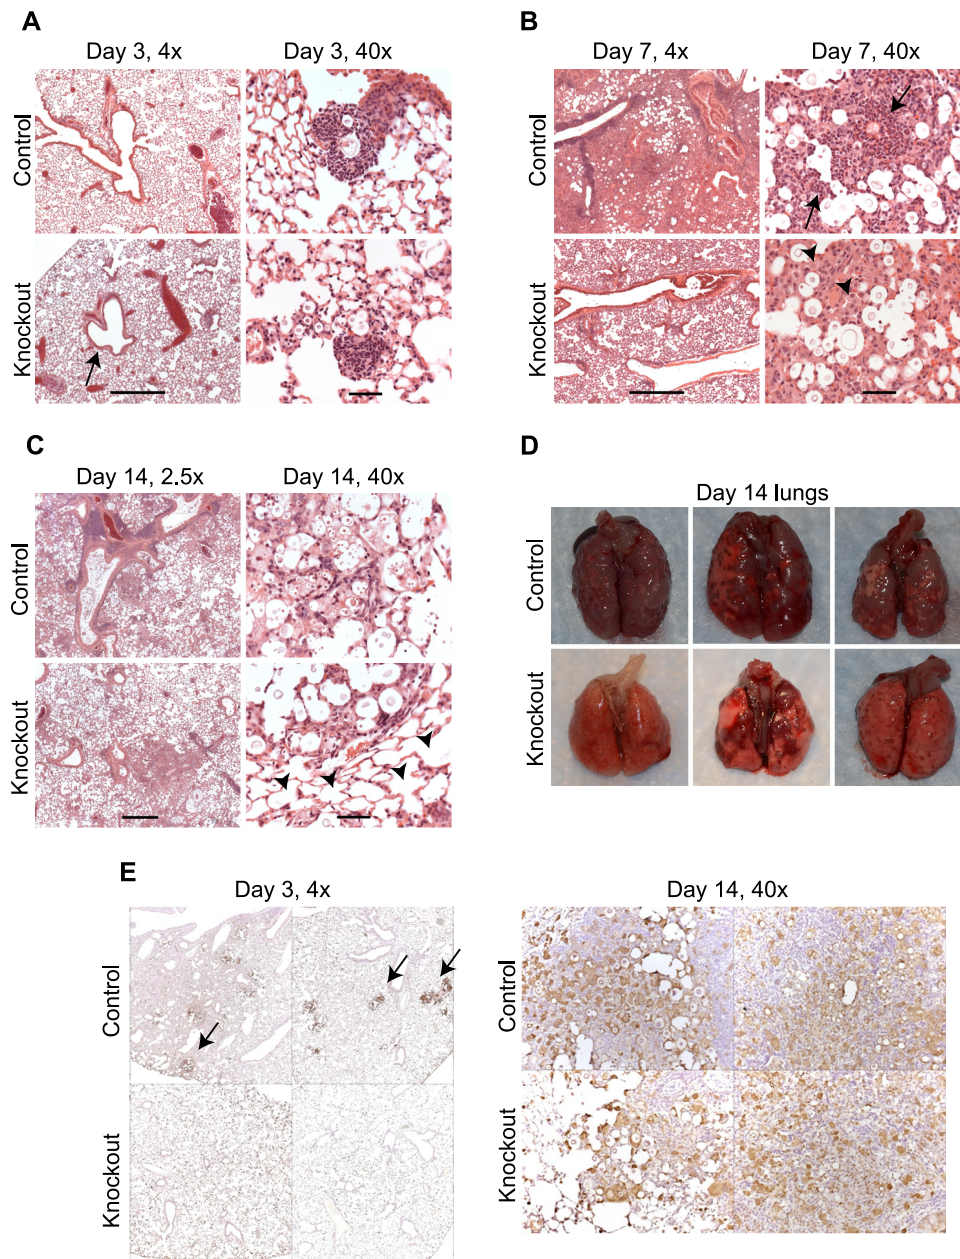 A
Day 3, 4x
Day 3, 40x
Control
Knockout
B
Day 7, 4x
Day 7, 40x
Control
Knockout
C
Day 14, 2.5x
Day 14, 40x
Control
Knockout
D
Day 14 lungs
Control
Knockout
E
Day 3, 4x
Day 14, 40x
Control
Knockout
Control
Knockout